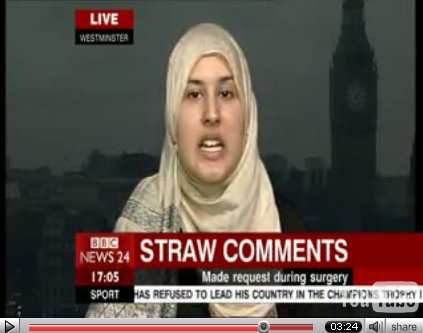 LIVE
WESTMINSTER
BBC
NEWS 24
STRAW COMMENTS
17:05
Made request during surgery
SPORT
HAS REFUSED TO LEAD HIS COUNTRY IN THE CHAMPIONS TROPHY I
YouTube
03:24
share